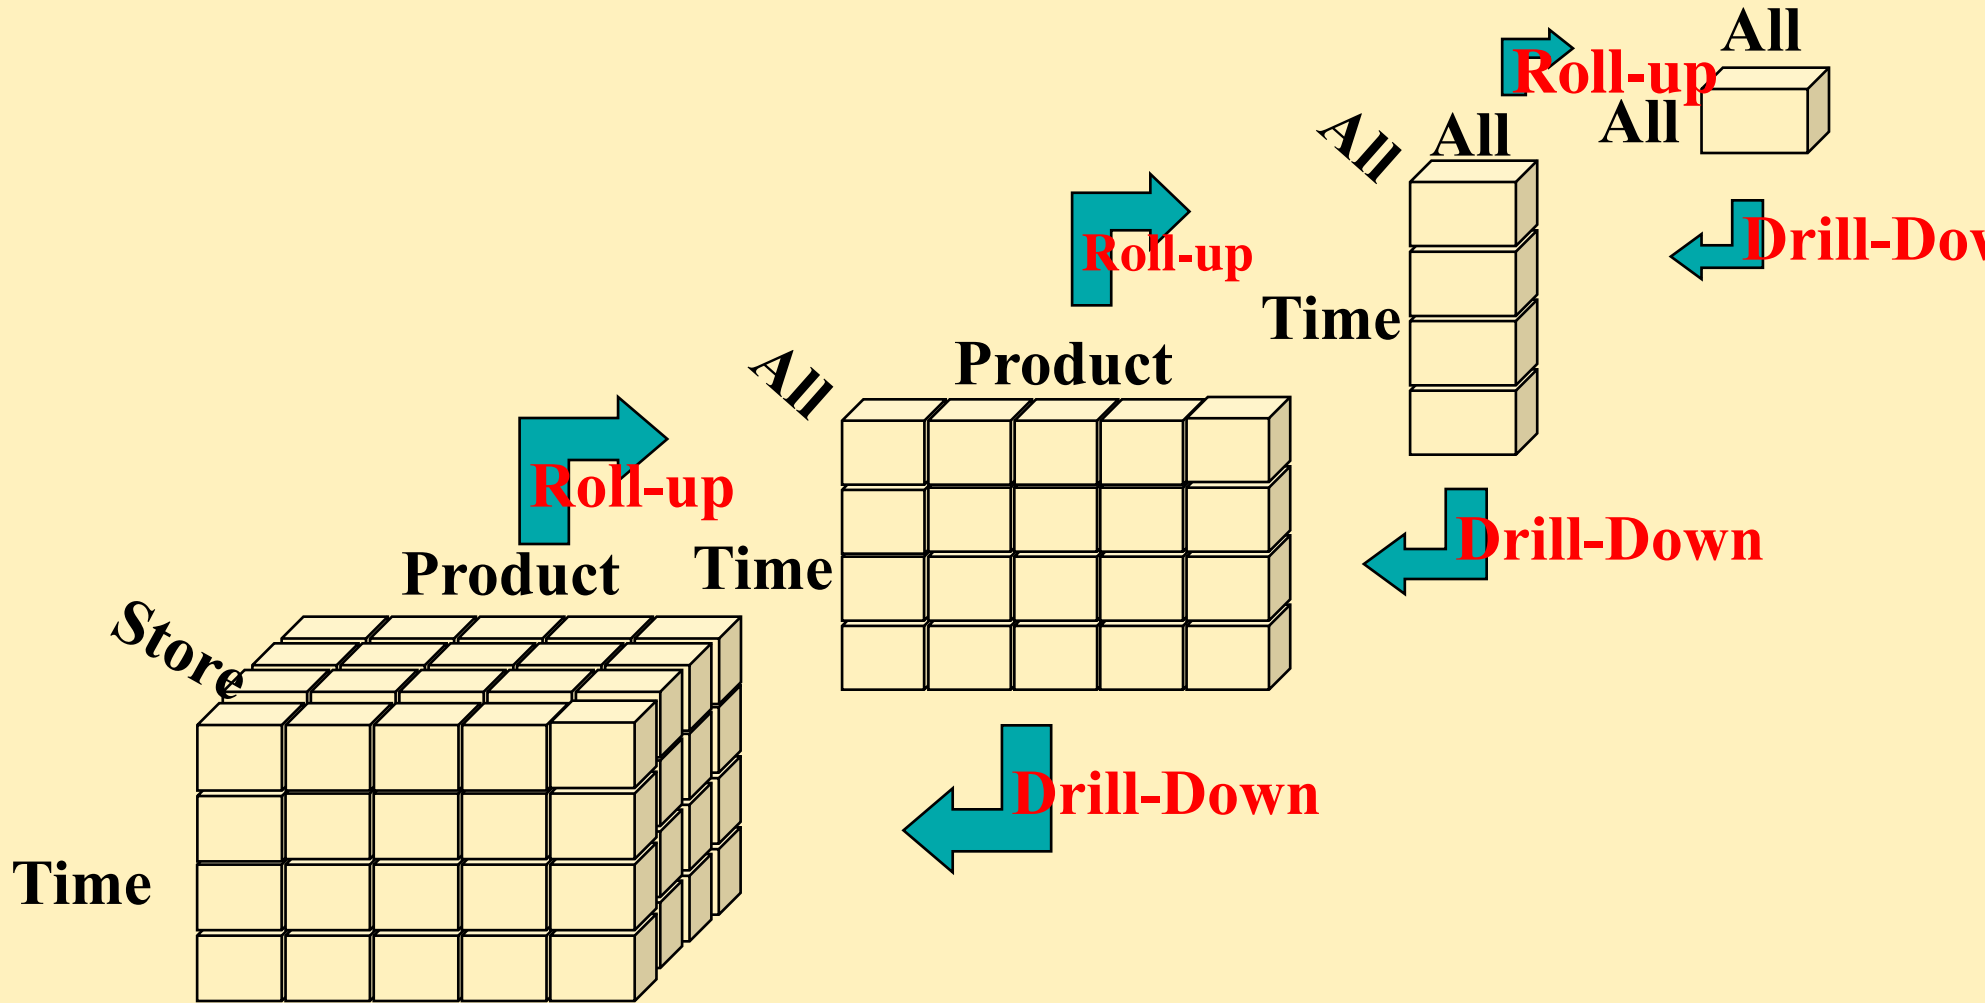 All
Roll-up
All
All
All
Roll-up
Drill-Dow
Time
All
Product
Roll-up
Drill-Down
Product
Time
Store
Drill-Down
Time